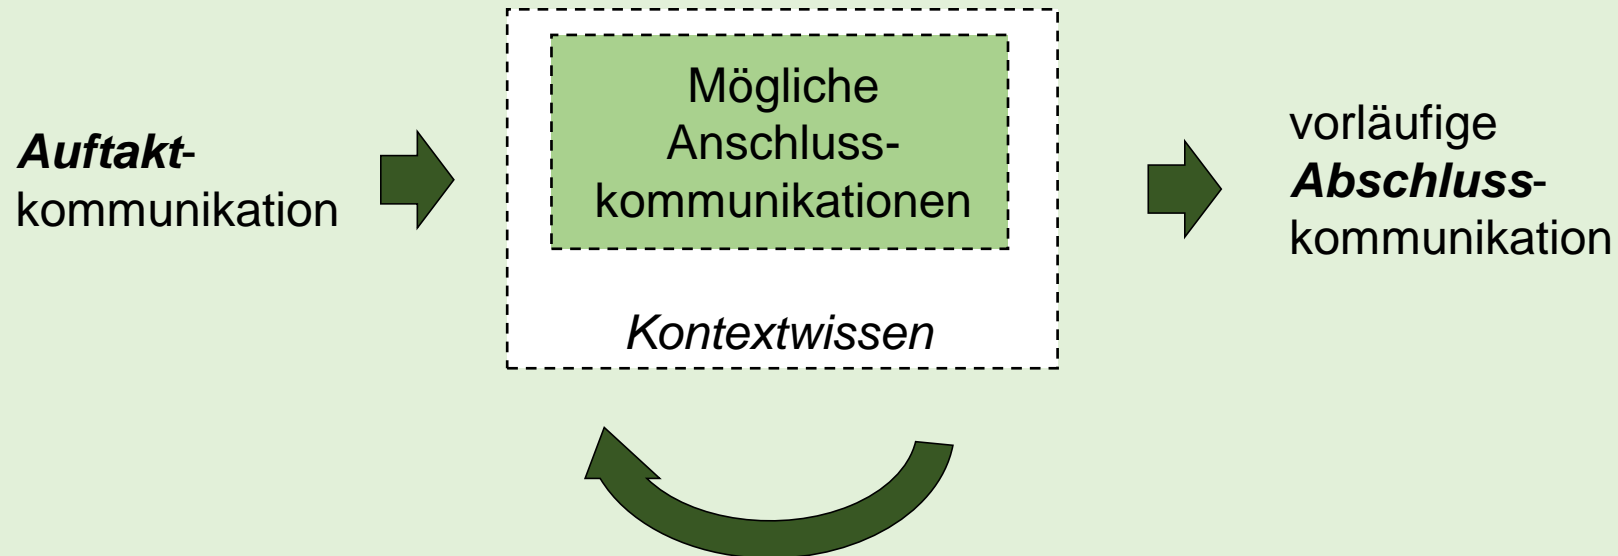 Auftakt-
kommunikation
Mögliche
Anschluss-
kommunikationen
Kontextwissen
vorläufige
Abschluss-
kommunikation